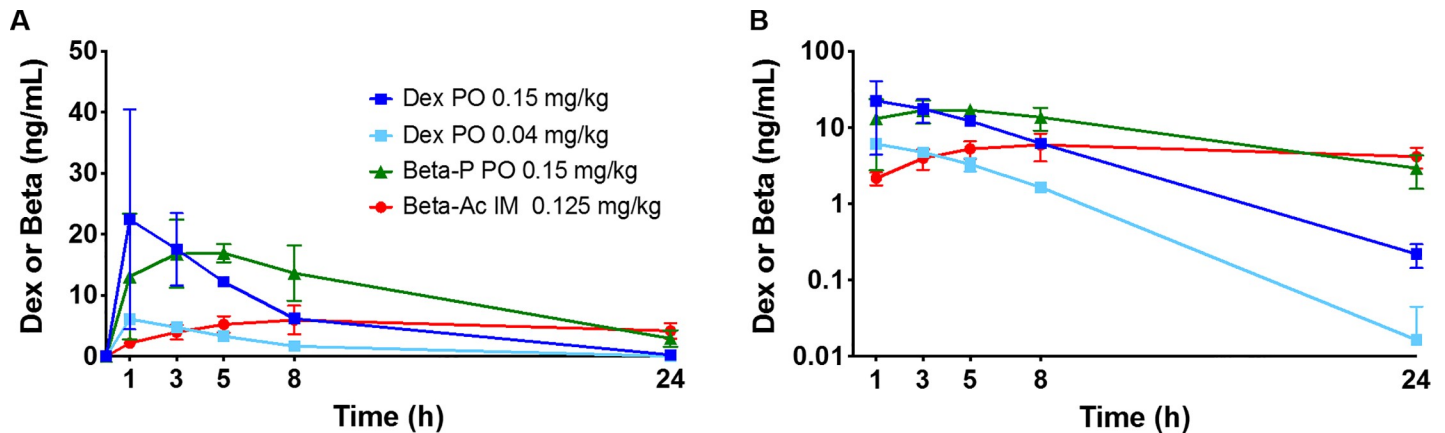 A
Dex or Beta (ng/mL)
50
40
30
20
10
0
Dex PO 0.15 mg/kg
Dex PO 0.04 mg/kg
Beta-P PO 0.15 mg/kg
Beta-Ac IM 0.125 mg/kg
1 3 5 8 24
Time (h)
B
Dex or Beta (ng/mL)
100
10
1
0.1
0.01
1 3 5 8 24
Time (h)